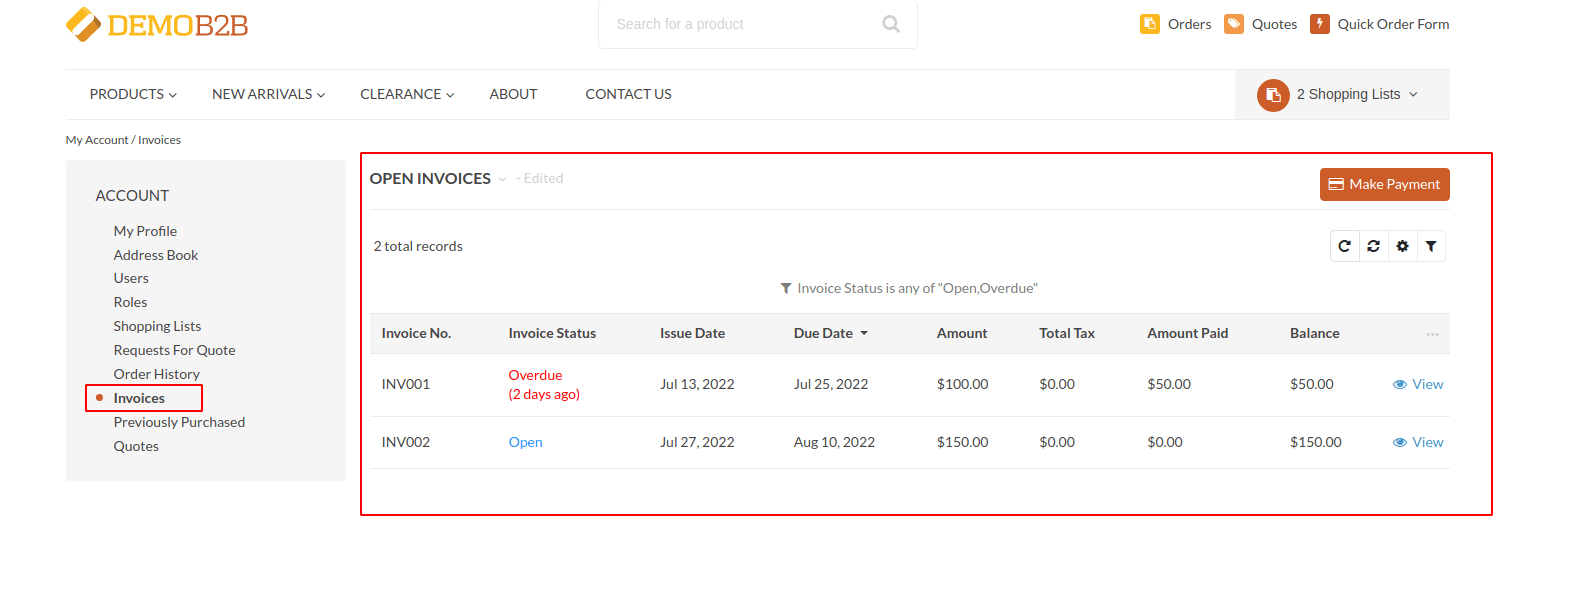 DEMOB2B
Search for a product
Orders Quotes Quick Order Form
PRODUCTS NEW ARRIVALS CLEARANCE ABOUT CONTACT US 2 Shopping Lists
My Account / Invoices
ACCOUNT
My Profile
Address Book
Users
Roles
Shopping Lists
Requests For Quote
Order History
Invoices
Previously Purchased
Quotes
OPEN INVOICES - Edited Make Payment
2 total records
Invoice Status is any of "Open,Overdue"
Invoice No. Invoice Status Issue Date Due Date Amount Total Tax Amount Paid Balance ...
INV001 Overdue (2 days ago) Jul 13, 2022 Jul 25, 2022 $100.00 $0.00 $50.00 $50.00 View
INV002 Open Jul 27, 2022 Aug 10, 2022 $150.00 $0.00 $0.00 $150.00 View